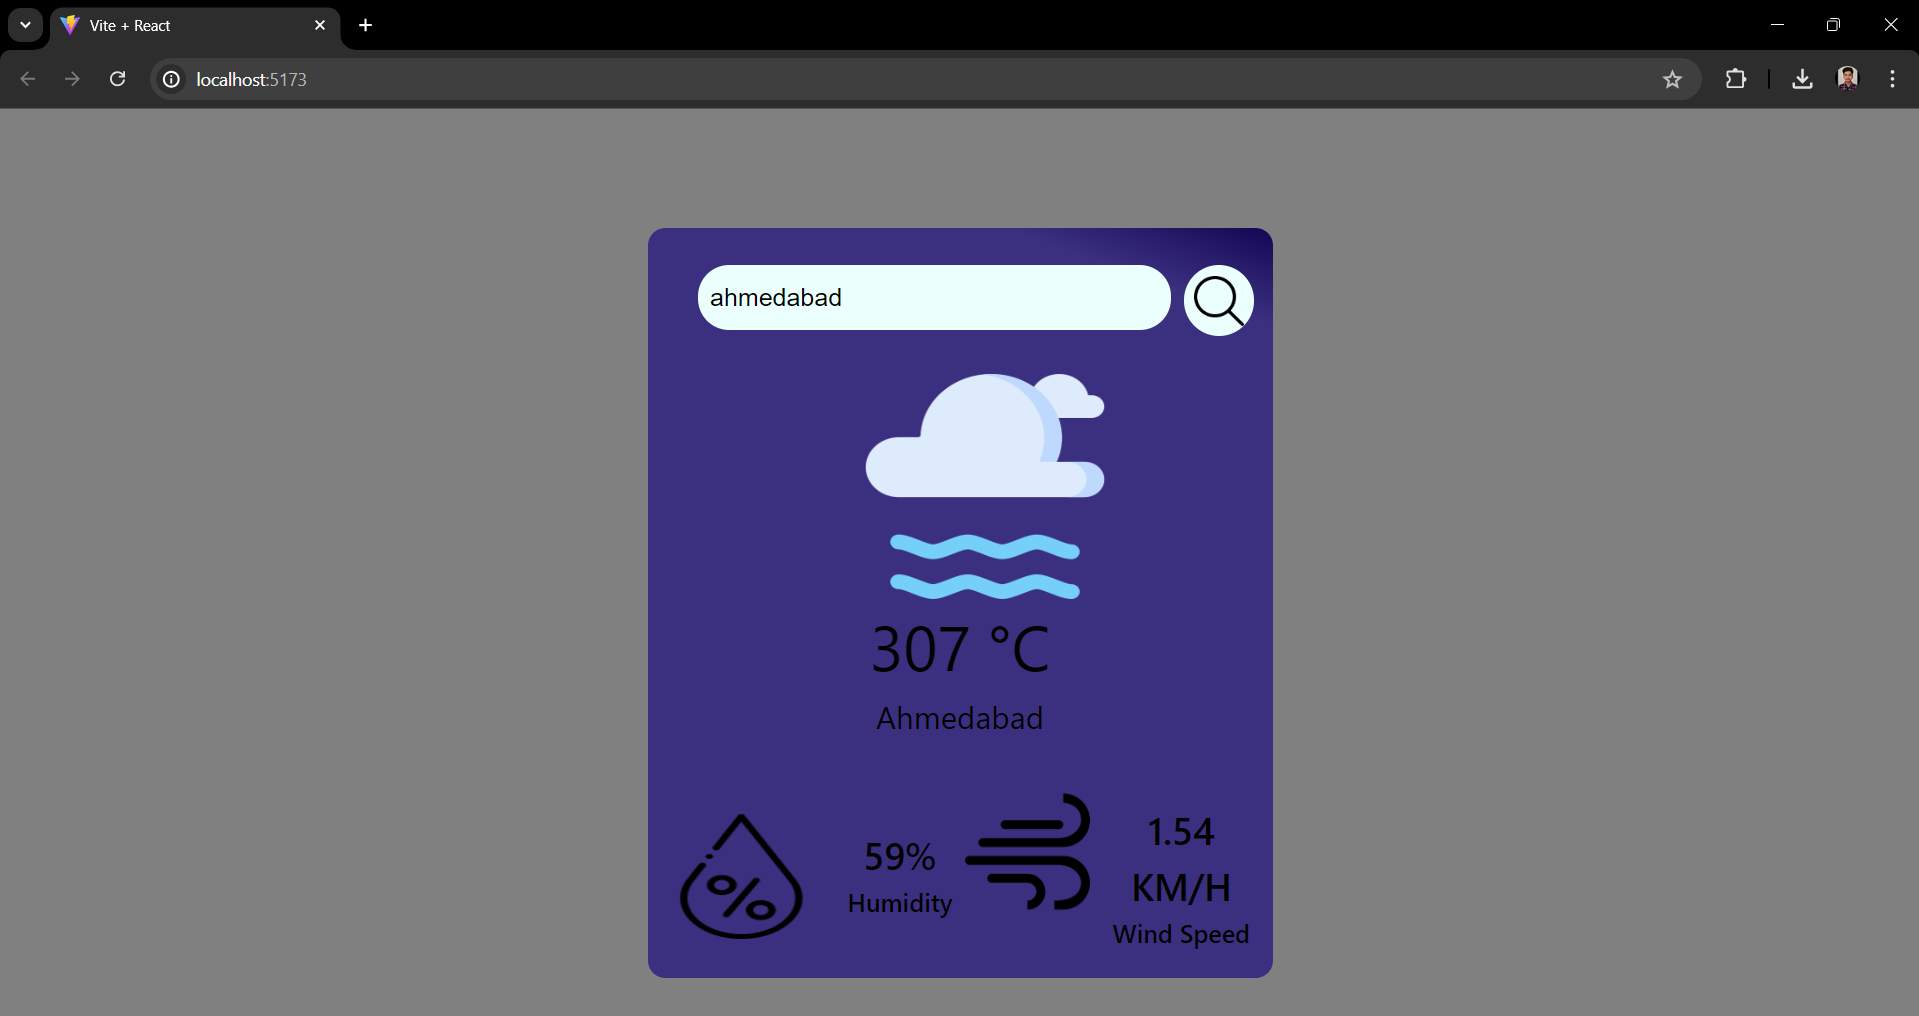 Vite + React
localhost:5173
ahmedabad
307 °C
Ahmedabad
59%
Humidity
1.54
KM/H
Wind Speed